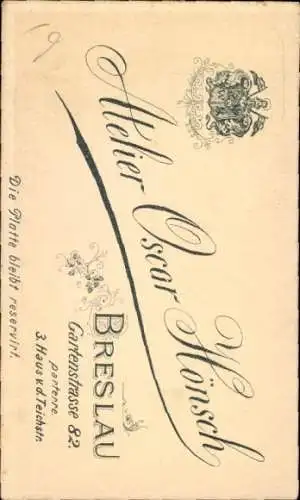 19
Atelier Oscar Hönsch
BRESLAU
Gartenstrasse 82.
parterre
3. Haus v. d. Teichstr.
Die Platte bleibt reservirt.